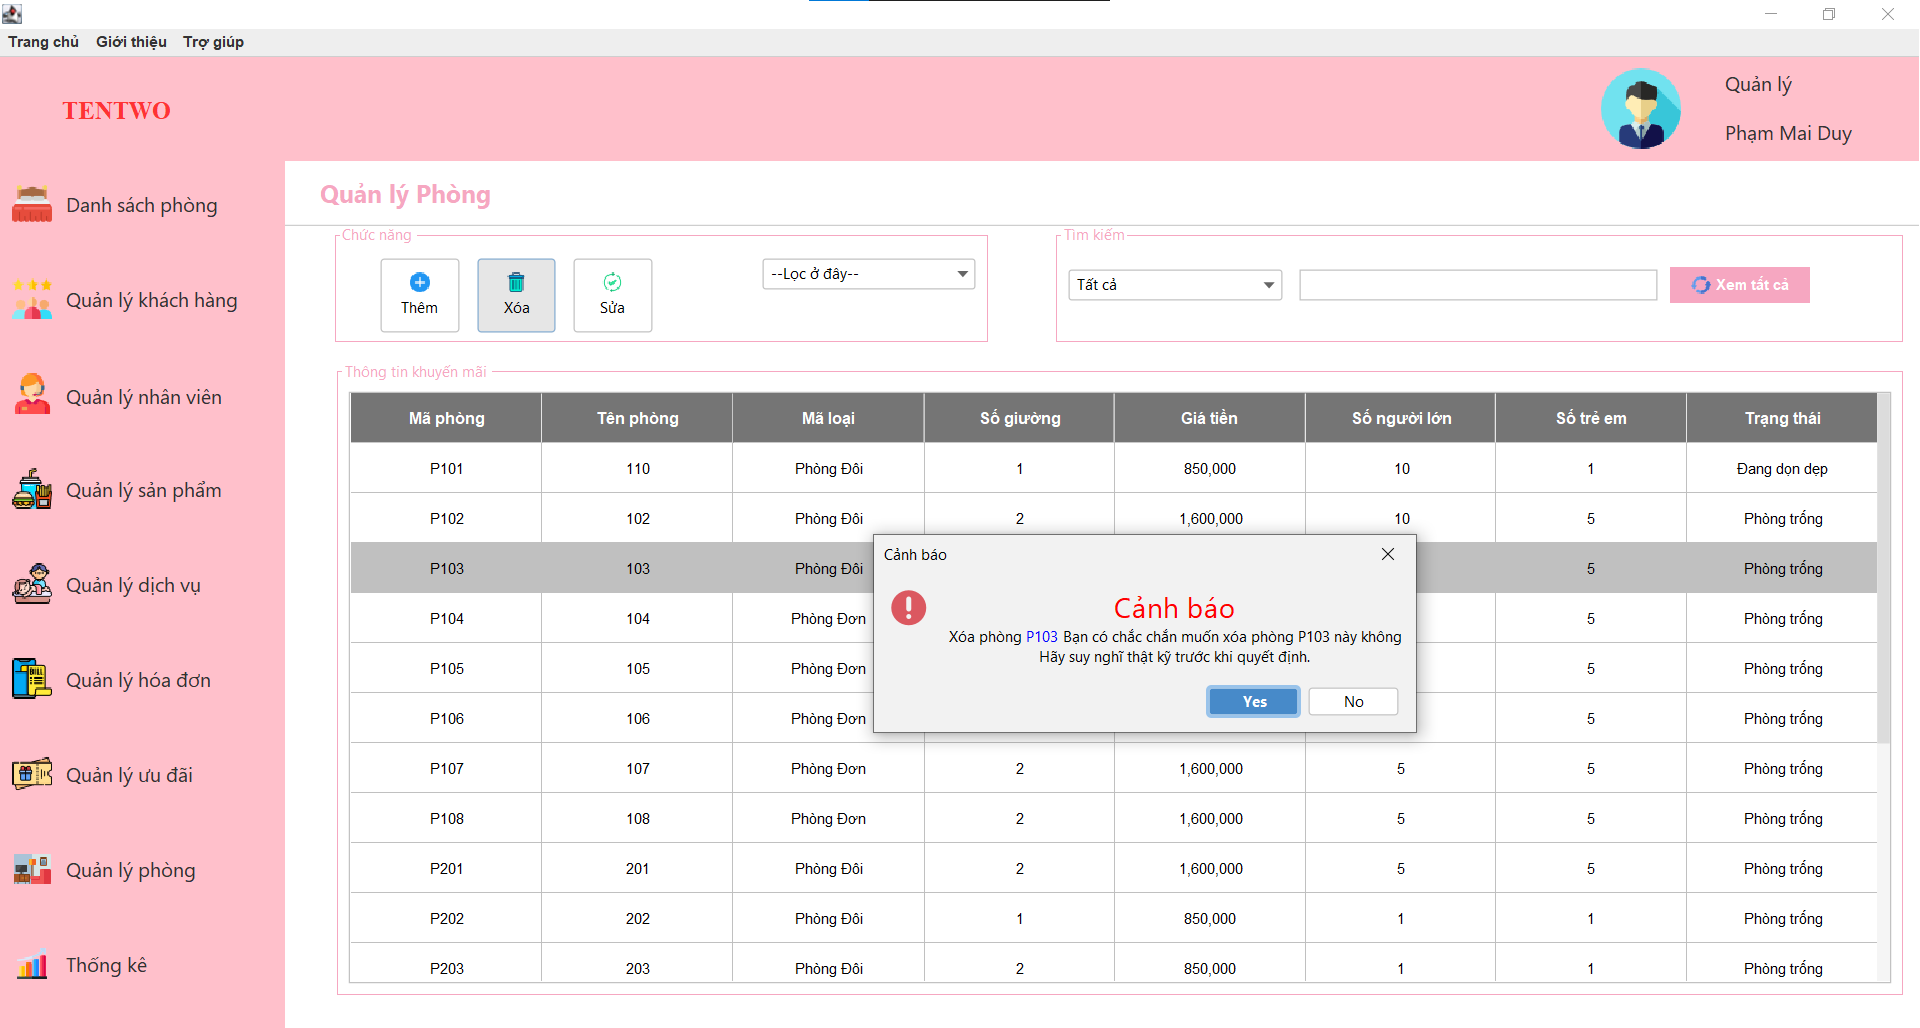 Trang chủ Giới thiệu Trợ giúp
TENTWO
Quản lý
Phạm Mai Duy
Danh sách phòng
Quản lý khách hàng
Quản lý nhân viên
Quản lý sản phẩm
Quản lý dịch vụ
Quản lý hóa đơn
Quản lý ưu đãi
Quản lý phòng
Thống kê
Quản lý Phòng
Chức năng
Thêm Xóa Sửa --Lọc ở đây--
Tìm kiếm
Tất cả Xem tất cả
Thông tin khuyến mãi
Mã phòng Tên phòng Mã loại Số giường Giá tiền Số người lớn Số trẻ em Trạng thái
P101 110 Phòng Đôi 1 850,000 10 1 Đang dọn dẹp
P102 102 Phòng Đôi 2 1,600,000 10 5 Phòng trống
P103 103 Phòng Đôi 5 Phòng trống
P104 104 Phòng Đơn 5 Phòng trống
P105 105 Phòng Đơn 5 Phòng trống
P106 106 Phòng Đơn 5 Phòng trống
P107 107 Phòng Đơn 2 1,600,000 5 5 Phòng trống
P108 108 Phòng Đơn 2 1,600,000 5 5 Phòng trống
P201 201 Phòng Đôi 2 1,600,000 5 5 Phòng trống
P202 202 Phòng Đôi 1 850,000 1 1 Phòng trống
P203 203 Phòng Đôi 2 850,000 1 1 Phòng trống
Cảnh báo
Cảnh báo
Xóa phòng P103 Bạn có chắc chắn muốn xóa phòng P103 này không
Hãy suy nghĩ thật kỹ trước khi quyết định.
Yes No